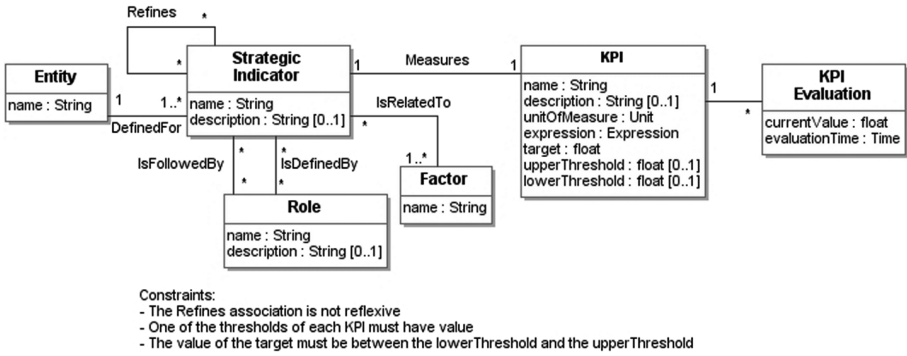 Refines
*
*
Strategic
Indicator
name : String
description : String [0..1]
Entity
name : String
1
1..*
DefinedFor
1
Measures
1
KPI
name : String
description : String [0..1]
unitOfMeasure : Unit
expression : Expression
target : float
upperThreshold : float [0..1]
lowerThreshold : float [0..1]
1
*
KPI
Evaluation
currentValue : float
evaluationTime : Time
IsRelatedTo
*
1..*
Factor
name : String
IsFollowedBy
*
*
IsDefinedBy
*
*
Role
name : String
description : String [0..1]
Constraints:
- The Refines association is not reflexive
- One of the thresholds of each KPI must have value
- The value of the target must be between the lowerThreshold and the upperThreshold